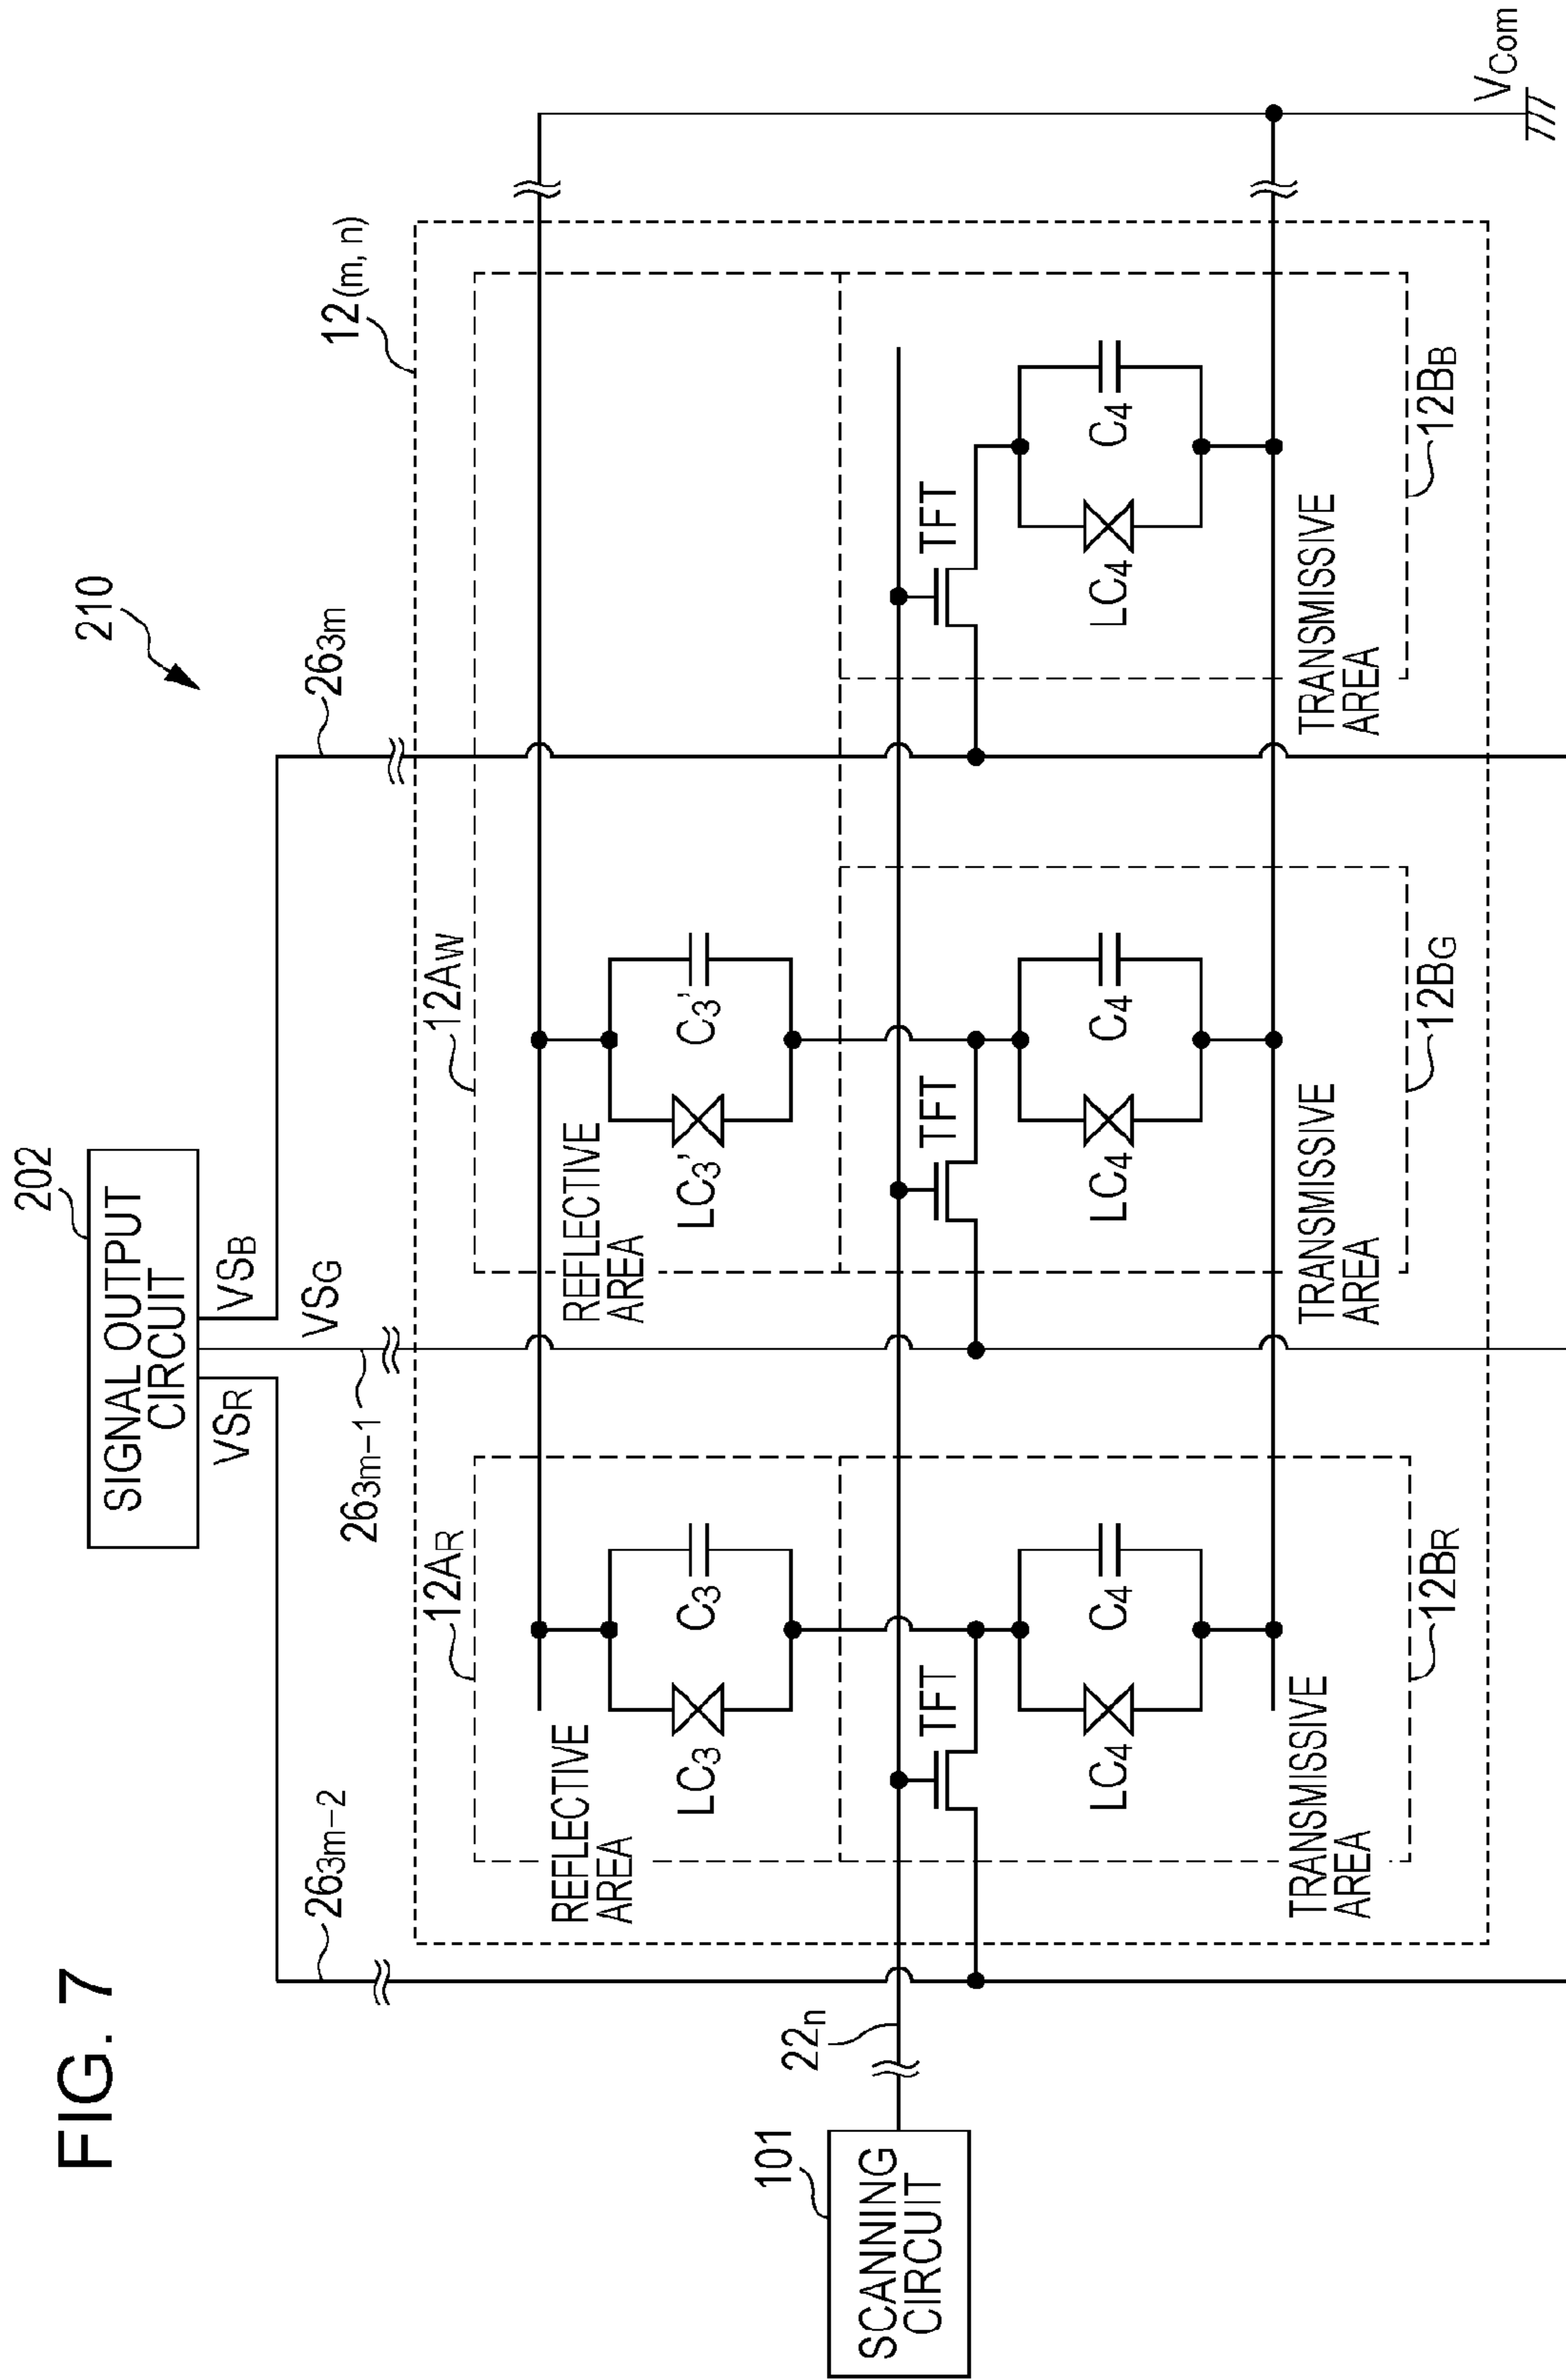 FIG. 7
210
202
SIGNAL OUTPUT
CIRCUIT
VSR
VSG
VSB
263m−2
263m−1
263m
12(m, n)
12AR
12AW
REFLECTIVE
AREA
REFLECTIVE
AREA
LC3
C3
LC3'
C3'
101
SCANNING
CIRCUIT
22n
TFT
TFT
TFT
LC4
C4
LC4
C4
LC4
C4
TRANSMISSIVE
AREA
TRANSMISSIVE
AREA
TRANSMISSIVE
AREA
12BR
12BG
12BB
VCom